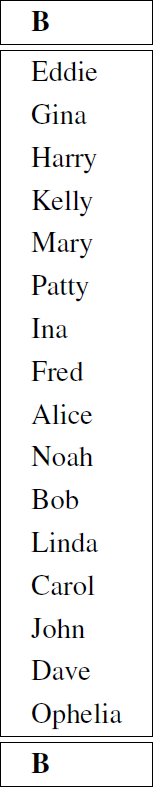 B
Eddie
Gina
Harry
Kelly
Mary
Patty
Ina
Fred
Alice
Noah
Bob
Linda
Carol
John
Dave
Ophelia
B